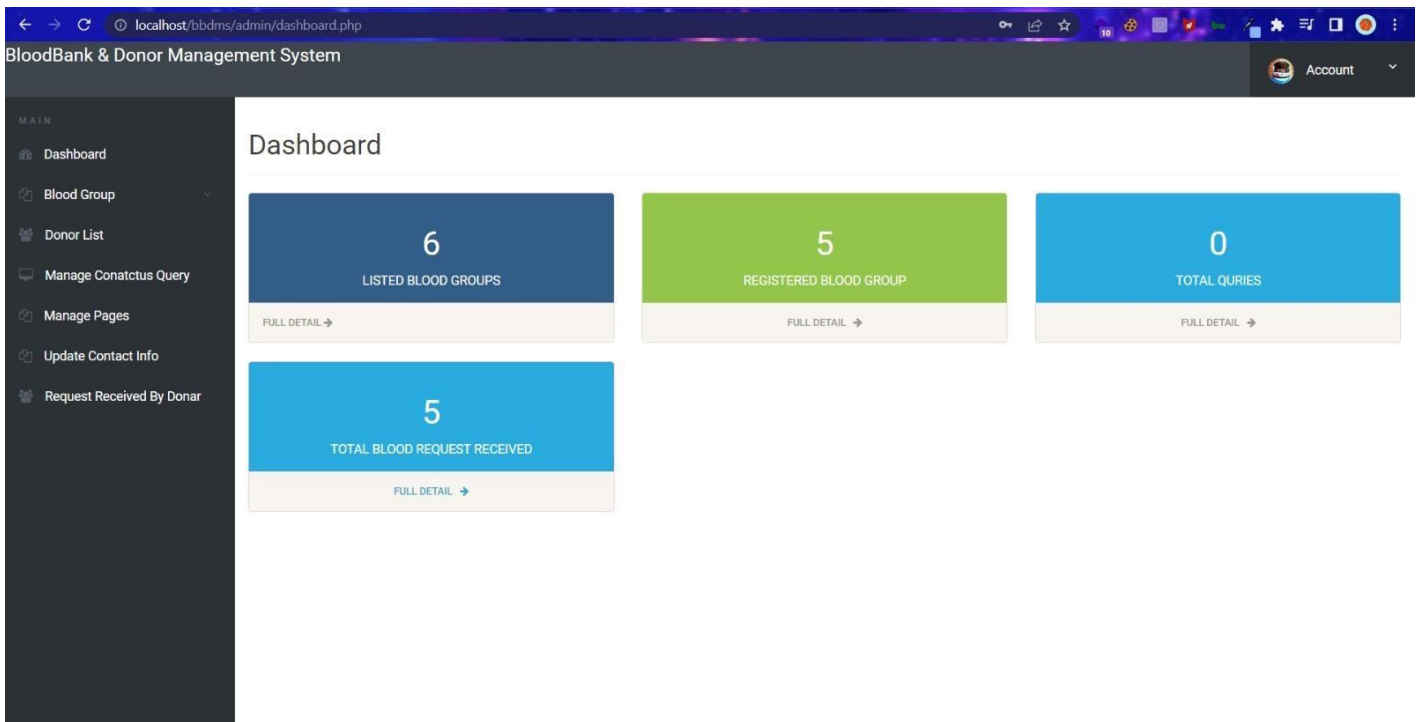 localhost/bbdms/admin/dashboard.php
10
BloodBank & Donor Management System
Account
MAIN
Dashboard
Blood Group
Donor List
Manage Conatctus Query
Manage Pages
Update Contact Info
Request Received By Donar
Dashboard
6
LISTED BLOOD GROUPS
FULL DETAIL
5
REGISTERED BLOOD GROUP
FULL DETAIL
0
TOTAL QURIES
FULL DETAIL
5
TOTAL BLOOD REQUEST RECEIVED
FULL DETAIL